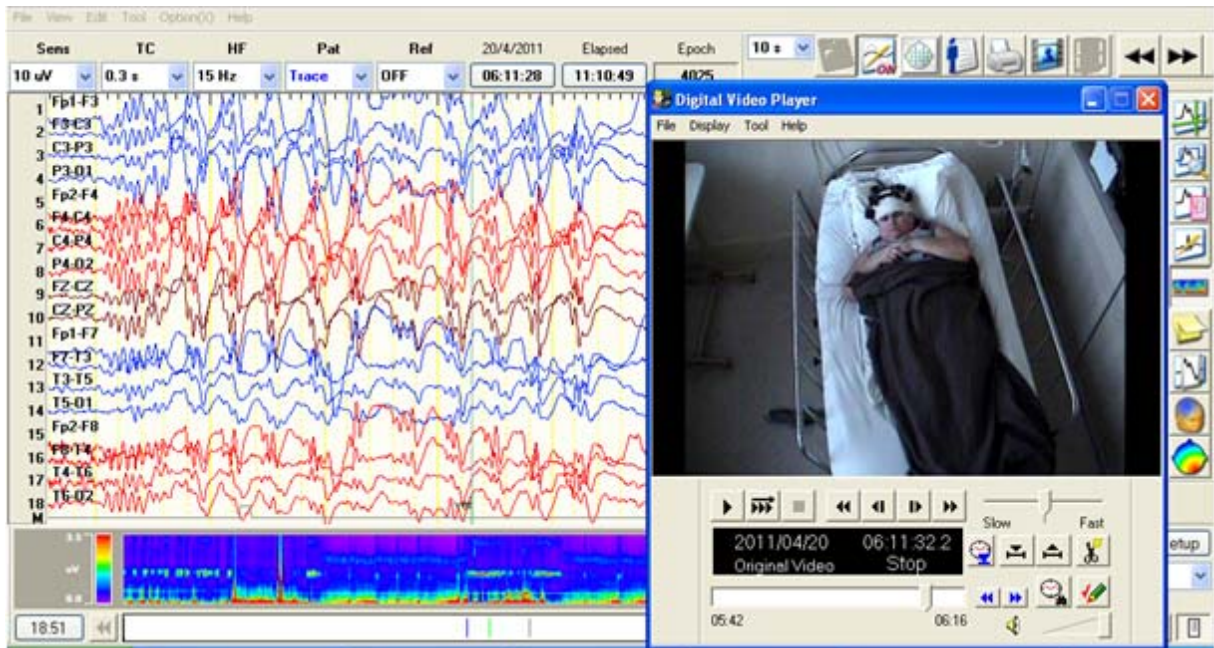 File View Edit Tool Option(X) Help
Sens TC HF Pat Ref 20/4/2011 Elapsed Epoch 10 s
10 uV 0.3 s 15 Hz Trace OFF 06:11:28 11:10:49 4025
ON
Digital Video Player
File Display Tool Help
1 Fp1-F3
2 F3-C3
3 C3-P3
4 P3-O1
5 Fp2-F4
6 F4-C4
7 C4-P4
8 P4-O2
9 FZ-CZ
10 CZ-PZ
11 Fp1-F7
12 F7-T3
13 T3-T5
14 T5-O1
15 Fp2-F8
16 F8-T4
17 T4-T6
18 T6-O2
M
Slow Fast
2011/04/20 06:11:32.2
Original Video Stop
05:42 06:16
uV
etup
18:51